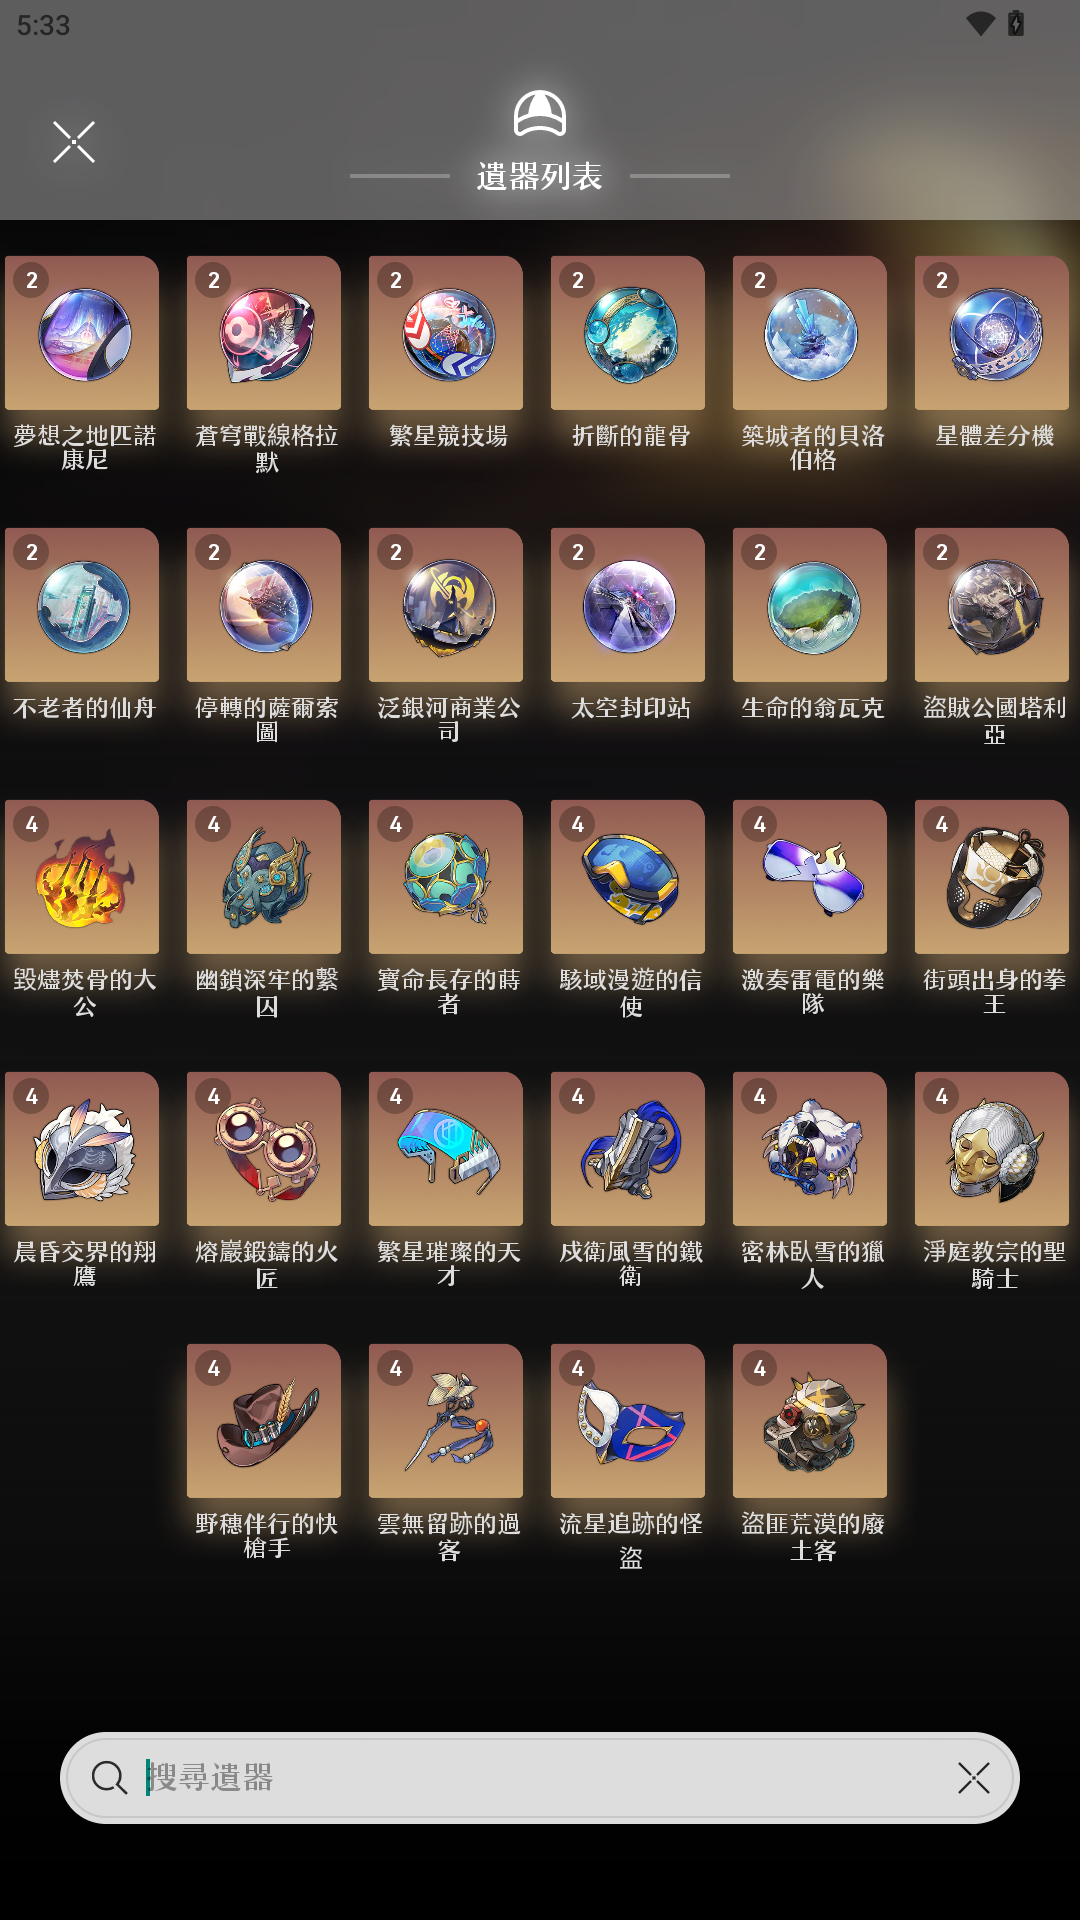 5:33
遺器列表
2 2 2 2 2 2
夢想之地匹諾康尼
蒼穹戰線格拉默
繁星競技場
折斷的龍骨
築城者的貝洛伯格
星體差分機
2 2 2 2 2 2
不老者的仙舟
停轉的薩爾索圖
泛銀河商業公司
太空封印站
生命的翁瓦克
盜賊公國塔利亞
4 4 4 4 4 4
毀燼焚骨的大公
幽鎖深牢的繫囚
寶命長存的蒔者
駭域漫遊的信使
激奏雷電的樂隊
街頭出身的拳王
4 4 4 4 4 4
晨昏交界的翔鷹
熔巖鍛鑄的火匠
繁星璀璨的天才
戍衛風雪的鐵衛
密林臥雪的獵人
淨庭教宗的聖騎士
4 4 4 4
野穗伴行的快槍手
雲無留跡的過客
流星追跡的怪盜
盜匪荒漠的廢土客
搜尋遺器